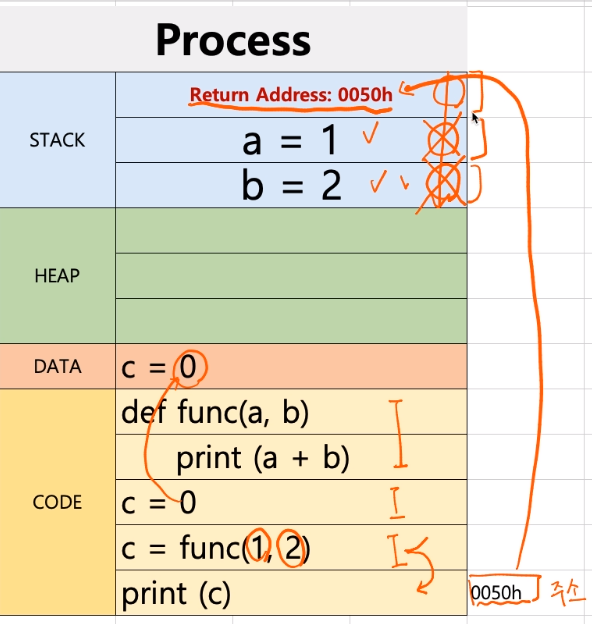 Process
STACK
Return Address: 0050h
a = 1
b = 2
HEAP
DATA
c = 0
CODE
def func(a, b)
print (a + b)
c = 0
c = func(1, 2)
print (c)
0050h 주소